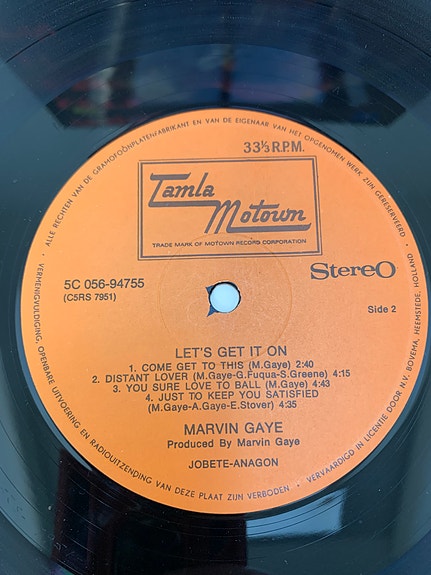 ALLE RECHTEN VAN DE GRAMOFOONPLATENFABRIKANT EN VAN DE EIGENAAR VAN HET OPGENOMEN WERK ZIJN GERESERVEERD • VERMENIGVULDIGING, OPENBARE UITVOERING EN RADIOUITZENDING VAN DEZE PLAAT ZIJN VERBODEN • VERVAARDIGD IN LICENTIE DOOR N.V. BOVEMA, HEEMSTEDE, HOLLAND •
33⅓ R.P.M.
Tamla
Motown
TRADE MARK OF MOTOWN RECORD CORPORATION
5C 056-94755
(C5RS 7951)
Stereo
Side 2
LET'S GET IT ON
1. COME GET TO THIS (M.Gaye) 2:40
2. DISTANT LOVER (M.Gaye-G.Fuqua-S.Greene) 4:15
3. YOU SURE LOVE TO BALL (M.Gaye) 4:43
4. JUST TO KEEP YOU SATISFIED
(M.Gaye-A.Gaye-E.Stover) 4:35
MARVIN GAYE
Produced By Marvin Gaye
JOBETE-ANAGON